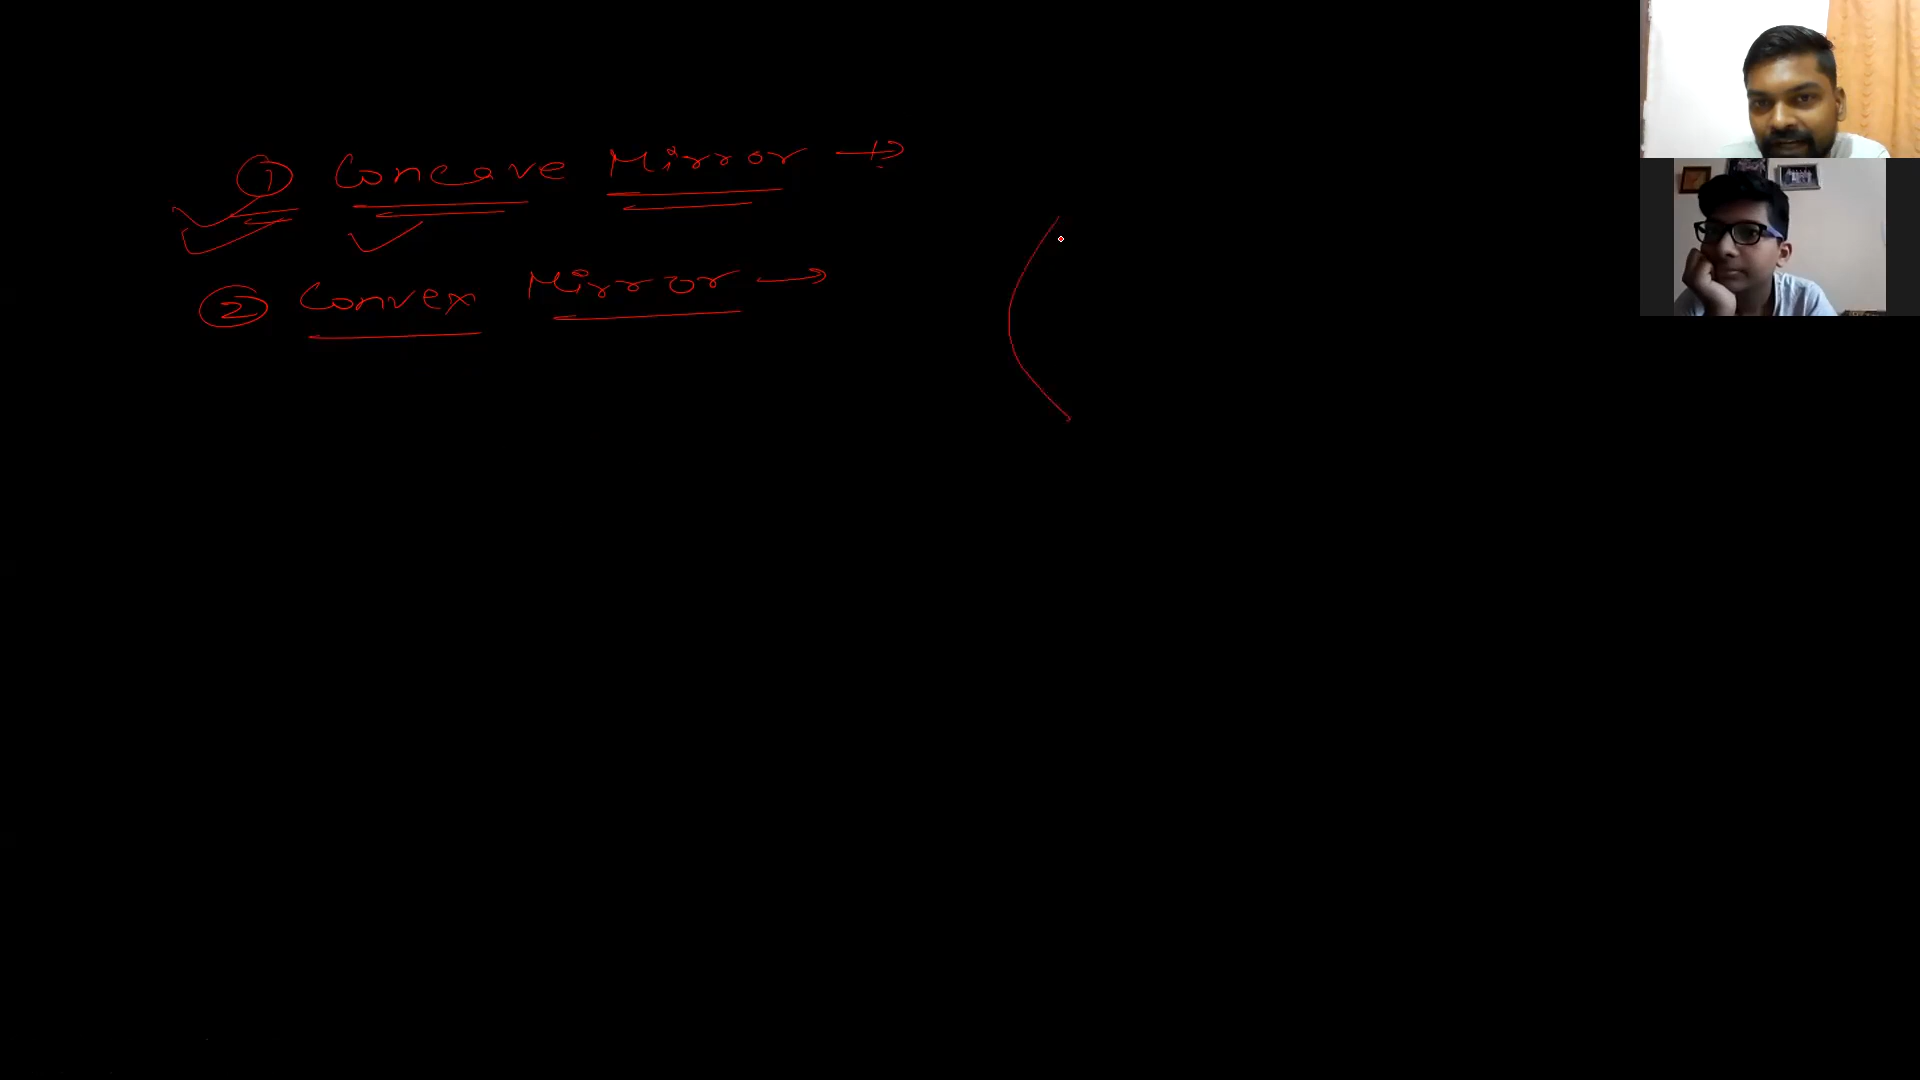 ① Concave Mirror →
② Convex Mirror →